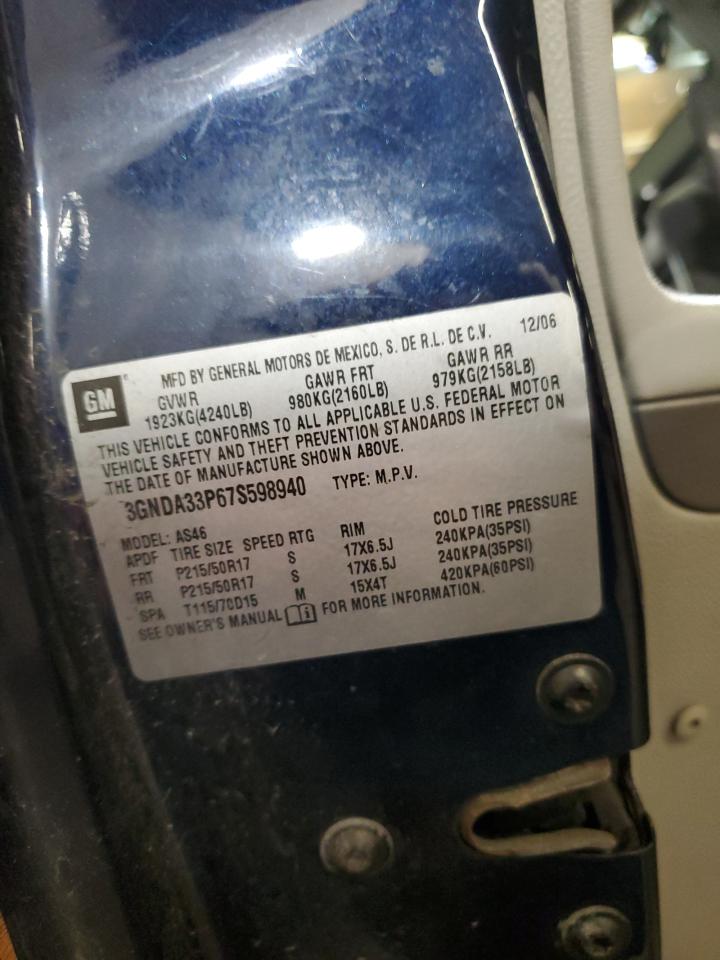 GM
MFD BY GENERAL MOTORS DE MEXICO, S. DE R.L. DE C.V. 12/06
GVWR GAWR FRT GAWR RR
1923KG(4240LB) 980KG(2160LB) 979KG(2158LB)
THIS VEHICLE CONFORMS TO ALL APPLICABLE U.S. FEDERAL MOTOR
VEHICLE SAFETY AND THEFT PREVENTION STANDARDS IN EFFECT ON
THE DATE OF MANUFACTURE SHOWN ABOVE.
3GNDA33P67S598940 TYPE: M.P.V.
MODEL: AS46
APDF TIRE SIZE SPEED RTG RIM COLD TIRE PRESSURE
FRT P215/50R17 S 17X6.5J 240KPA(35PSI)
RR P215/50R17 S 17X6.5J 240KPA(35PSI)
SPA T115/70D15 M 15X4T 420KPA(60PSI)
SEE OWNER'S MANUAL FOR MORE INFORMATION.